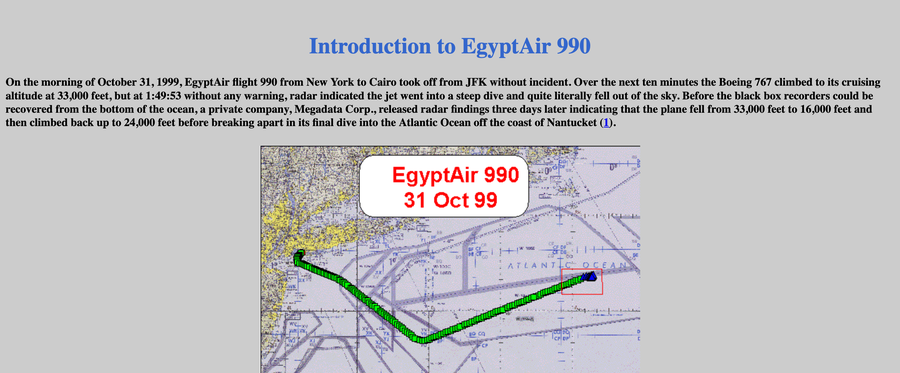 Introduction to EgyptAir 990
On the morning of October 31, 1999, EgyptAir flight 990 from New York to Cairo took off from JFK without incident. Over the next ten minutes the Boeing 767 climbed to its cruising
altitude at 33,000 feet, but at 1:49:53 without any warning, radar indicated the jet went into a steep dive and quite literally fell out of the sky. Before the black box recorders could be
recovered from the bottom of the ocean, a private company, Megadata Corp., released radar findings three days later indicating that the plane fell from 33,000 feet to 16,000 feet and
then climbed back up to 24,000 feet before breaking apart in its final dive into the Atlantic Ocean off the coast of Nantucket (1).
EgyptAir 990
31 Oct 99
ATLANTIC OCEAN